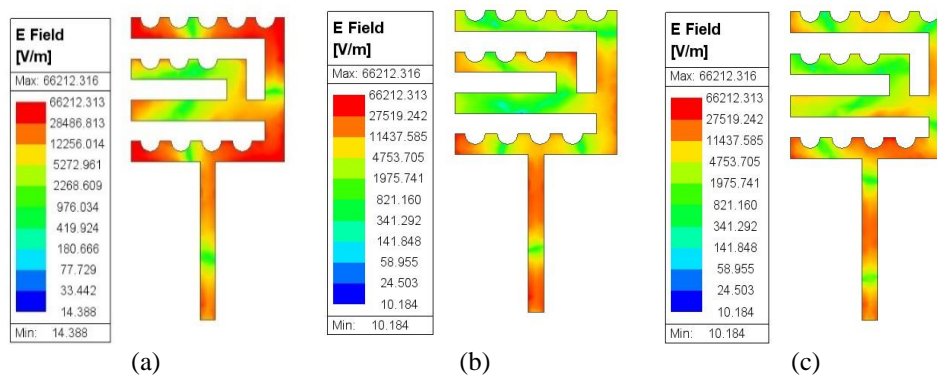 E Field
[V/m]
Max: 66212.316
66212.313
28486.813
12256.014
5272.961
2268.609
976.034
419.924
180.666
77.729
33.442
14.388
Min: 14.388
(a)
E Field
[V/m]
Max: 66212.316
66212.313
27519.242
11437.585
4753.705
1975.741
821.160
341.292
141.848
58.955
24.503
10.184
Min: 10.184
(b)
E Field
[V/m]
Max: 66212.316
66212.313
27519.242
11437.585
4753.705
1975.741
821.160
341.292
141.848
58.955
24.503
10.184
Min: 10.184
(c)